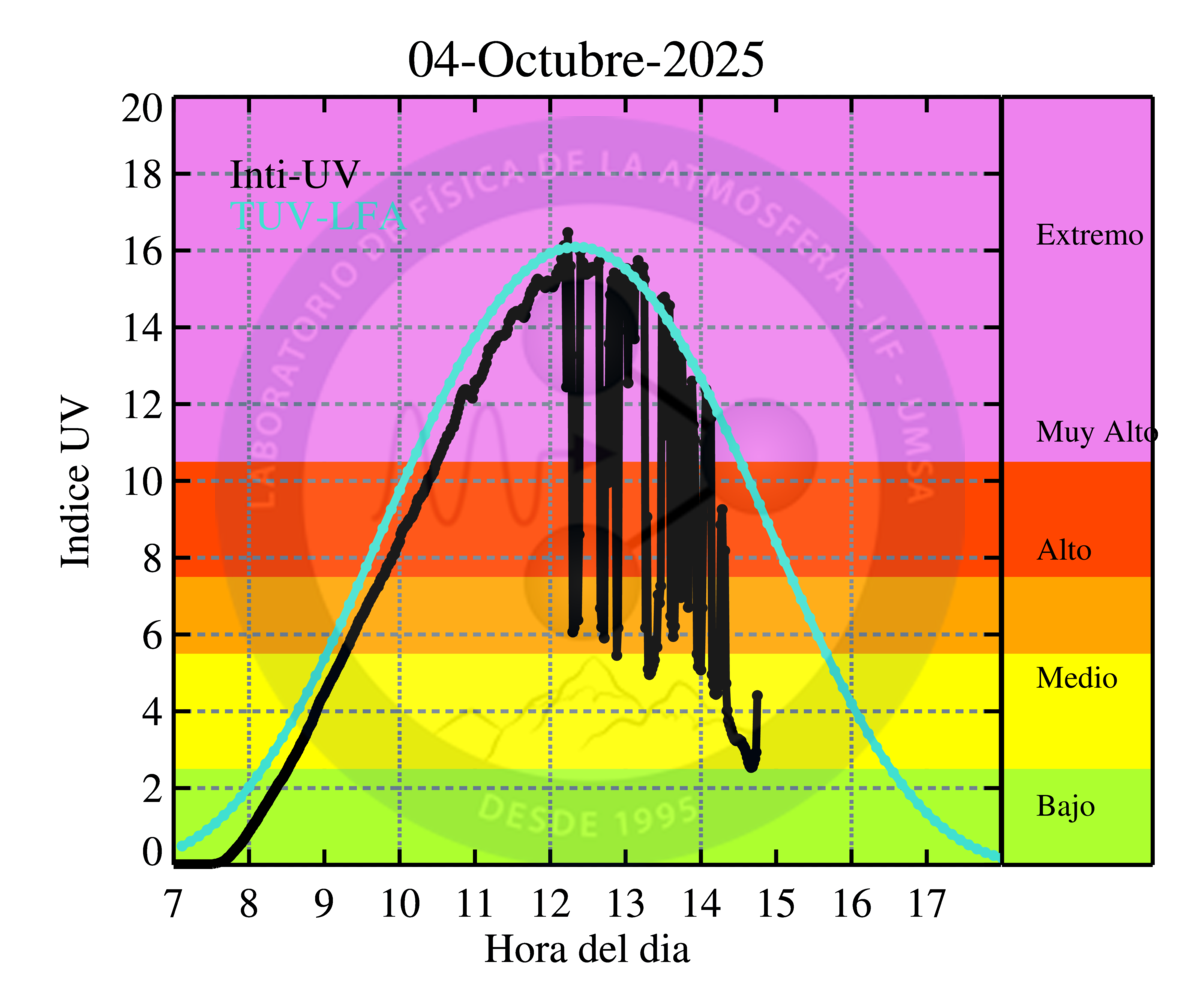 04-Octubre-2025
20
18
16
14
12
10
8
6
4
2
0
Indice UV
Inti-UV
TUV-LFA
LABORATORIO DE FÍSICA DE LA ATMÓSFERA - IIF - UMSA
DESDE 1995
Extremo
Muy Alto
Alto
Medio
Bajo
7 8 9 10 11 12 13 14 15 16 17
Hora del dia